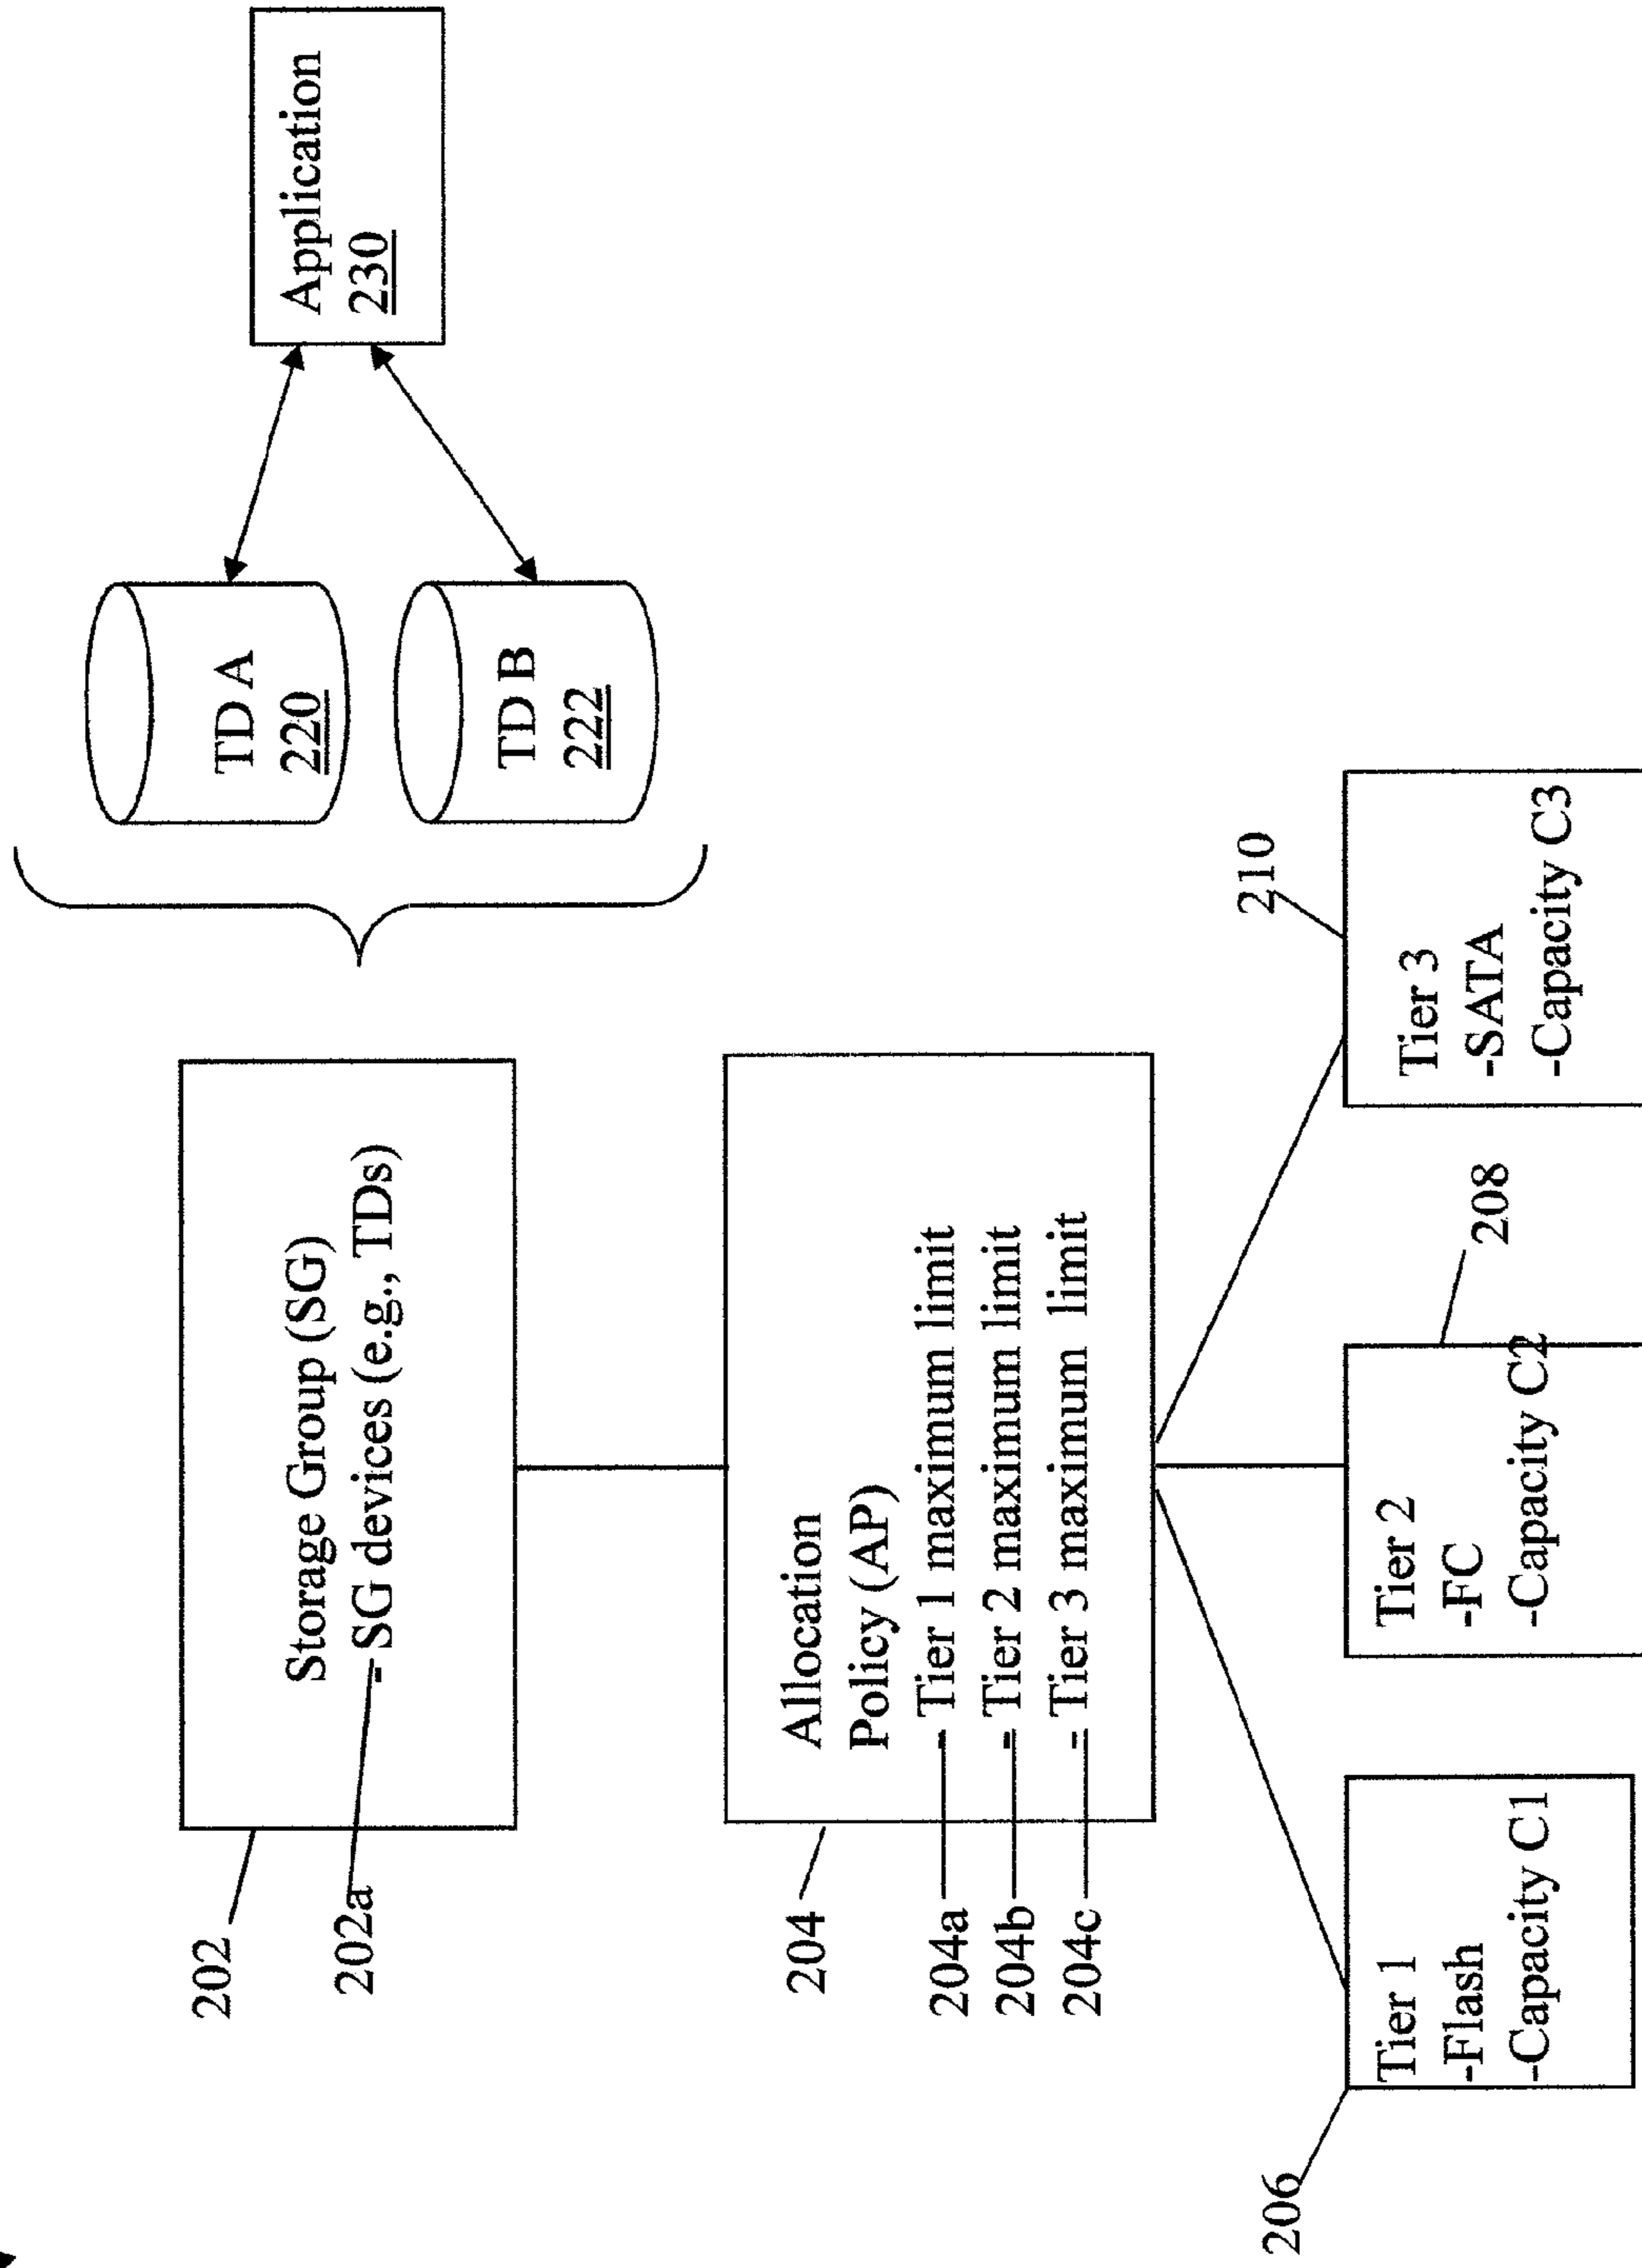 202
202a
Storage Group (SG)
- SG devices (e.g., TDs)
TD A
220
TD B
222
Application
230
204
204a
204b
204c
Allocation
Policy (AP)
- Tier 1 maximum limit
- Tier 2 maximum limit
- Tier 3 maximum limit
206
Tier 1
-Flash
-Capacity C1
208
Tier 2
-FC
-Capacity C2
210
Tier 3
-SATA
-Capacity C3